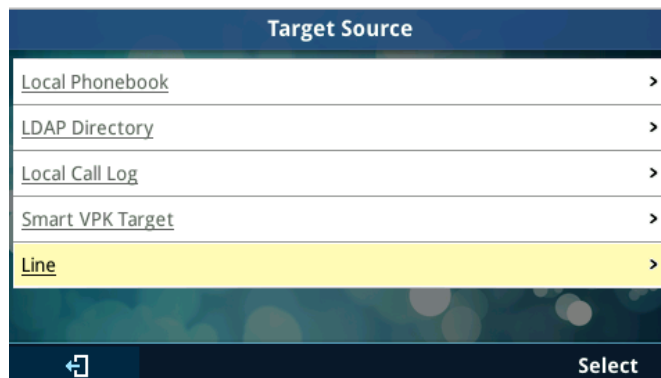 Target Source
Local Phonebook
LDAP Directory
Local Call Log
Smart VPK Target
Line
Select